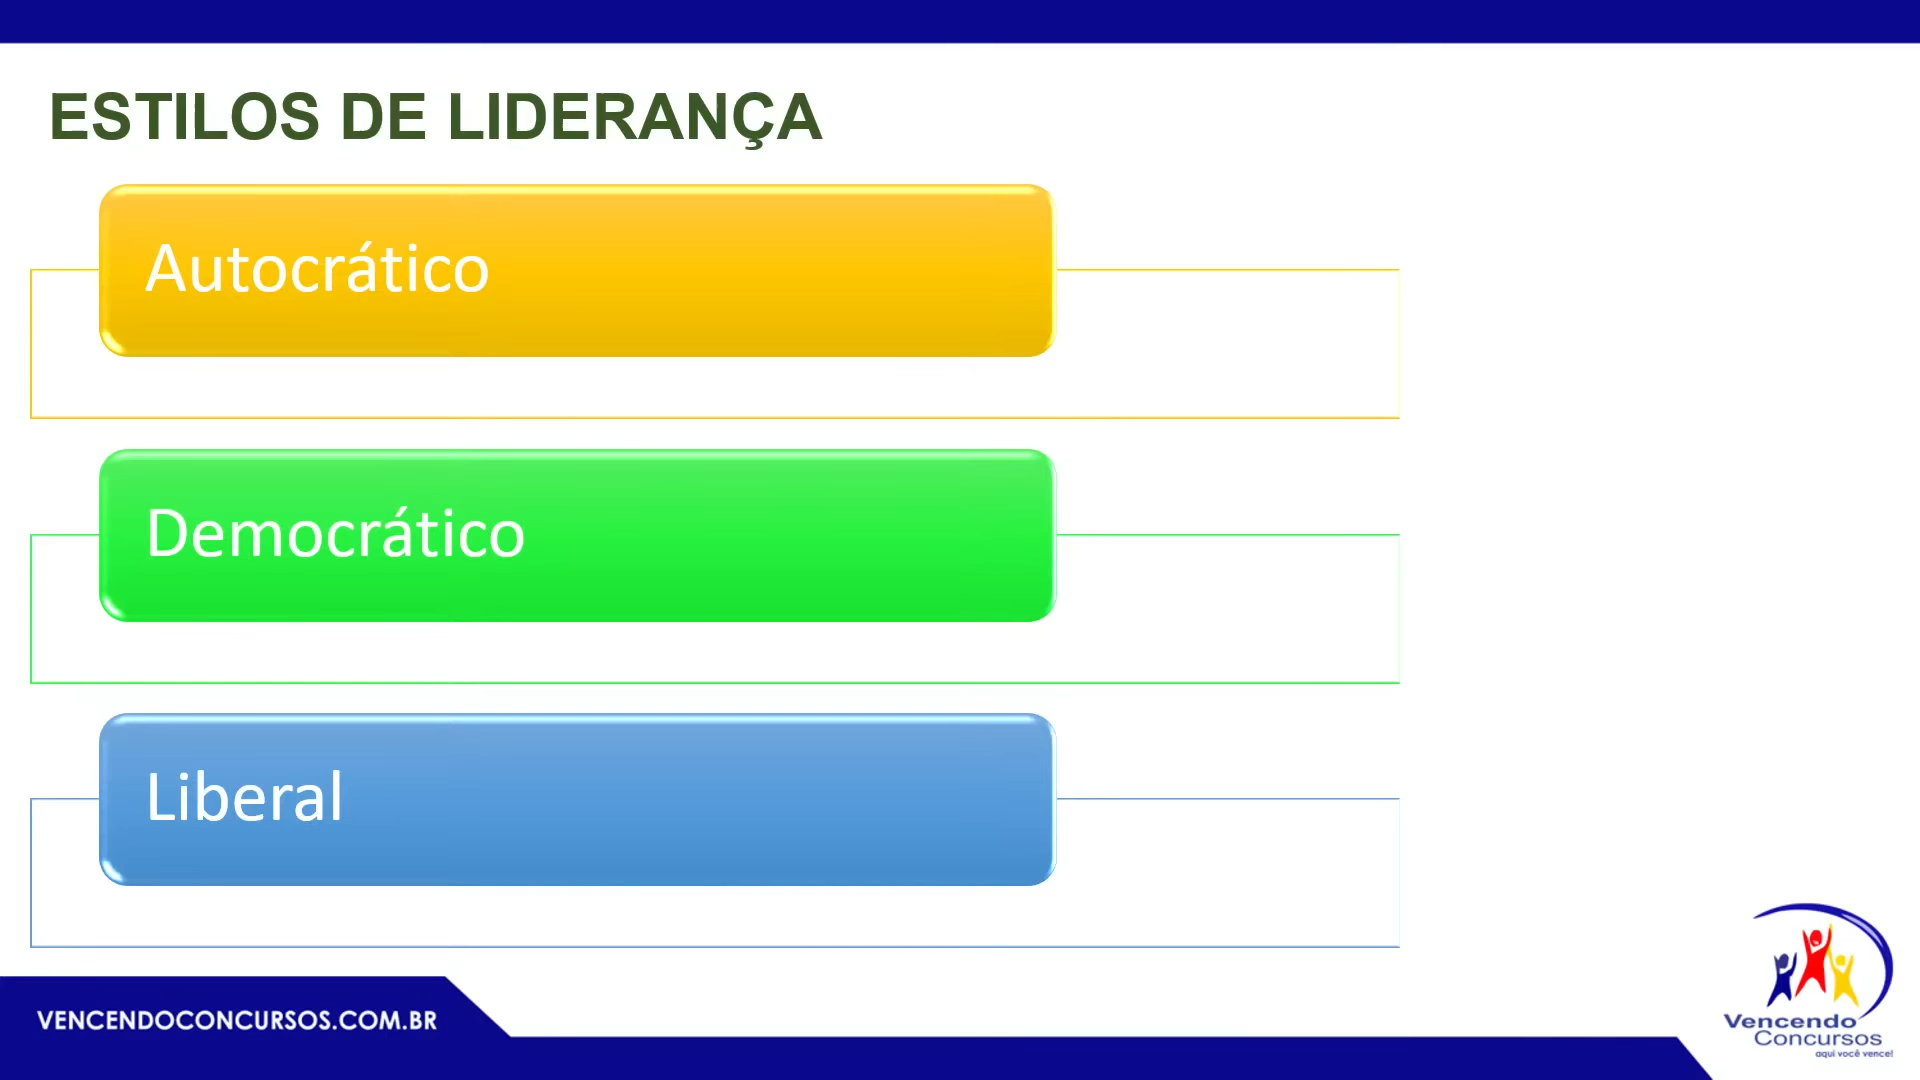 ESTILOS DE LIDERANÇA
Autocrático
Democrático
Liberal
VENCENDOCONCURSOS.COM.BR
Vencendo
Concursos
aqui você vence!